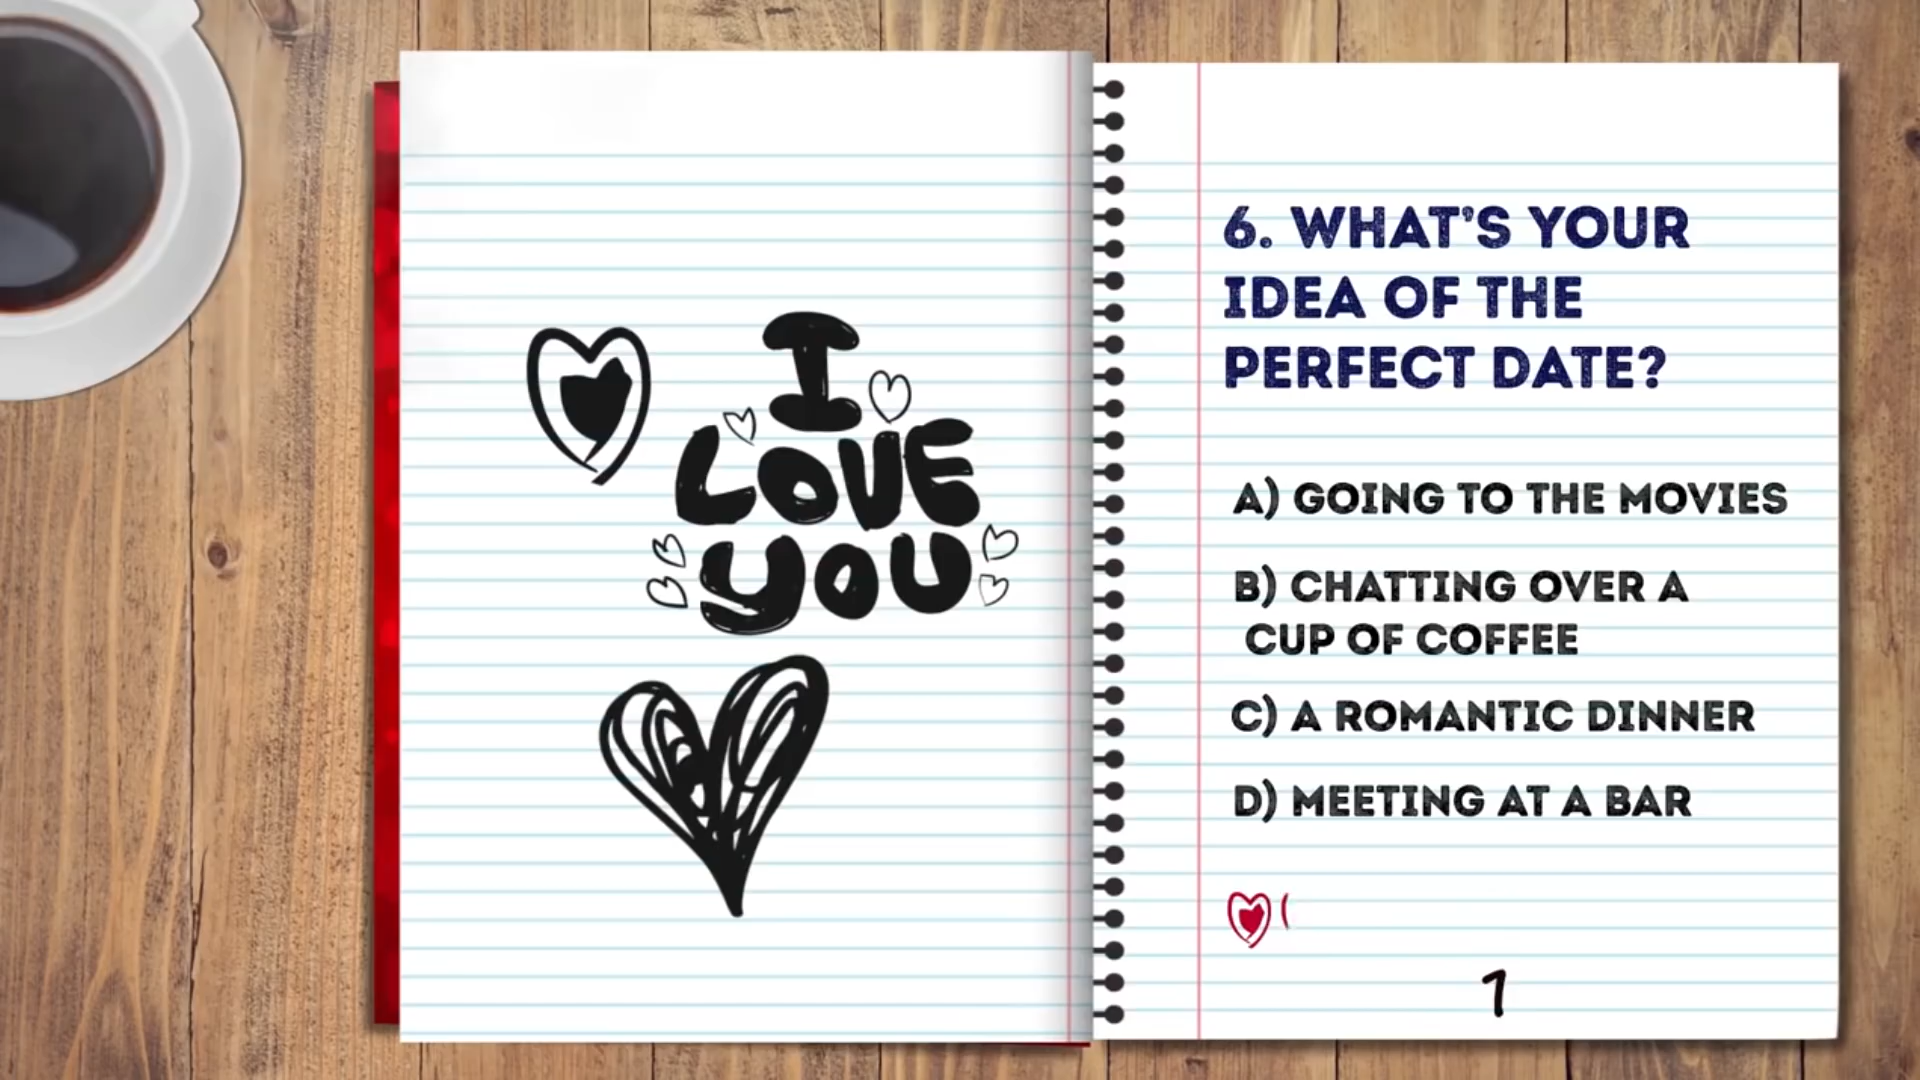 I
LOVE
YOU
6. WHAT'S YOUR
IDEA OF THE
PERFECT DATE?
A) GOING TO THE MOVIES
B) CHATTING OVER A
CUP OF COFFEE
C) A ROMANTIC DINNER
D) MEETING AT A BAR
1